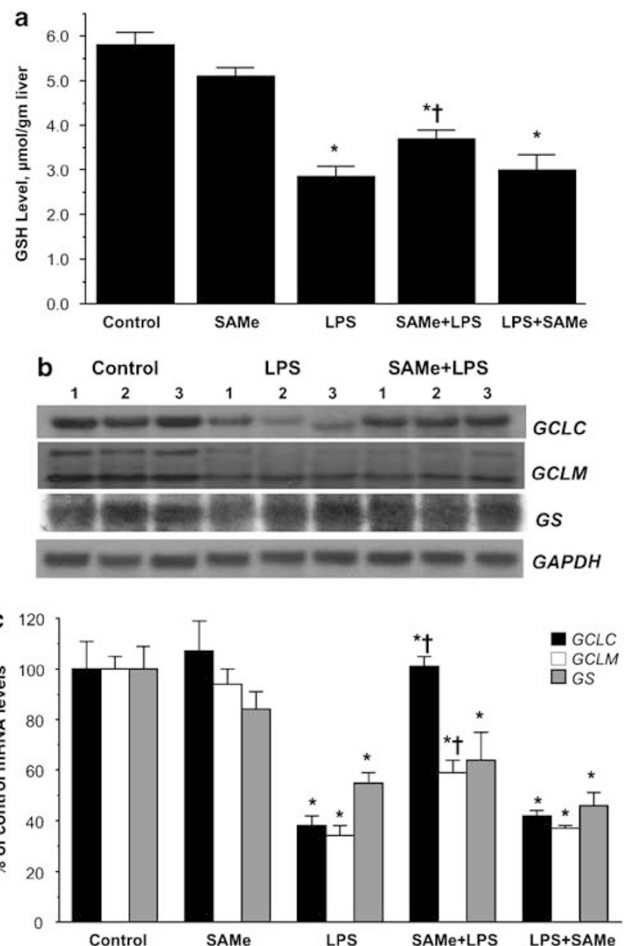 a
GSH Level, µmol/gm liver
6.0
5.0
4.0
3.0
2.0
1.0
0.0
*
*†
*
Control SAMe LPS SAMe+LPS LPS+SAMe
b
Control LPS SAMe+LPS
1 2 3 1 2 3 1 2 3
GCLC
GCLM
GS
GAPDH
% of control mRNA levels
120
100
80
60
40
20
0
GCLC
GCLM
GS
* * *
*† *† *
* * *
Control SAMe LPS SAMe+LPS LPS+SAMe